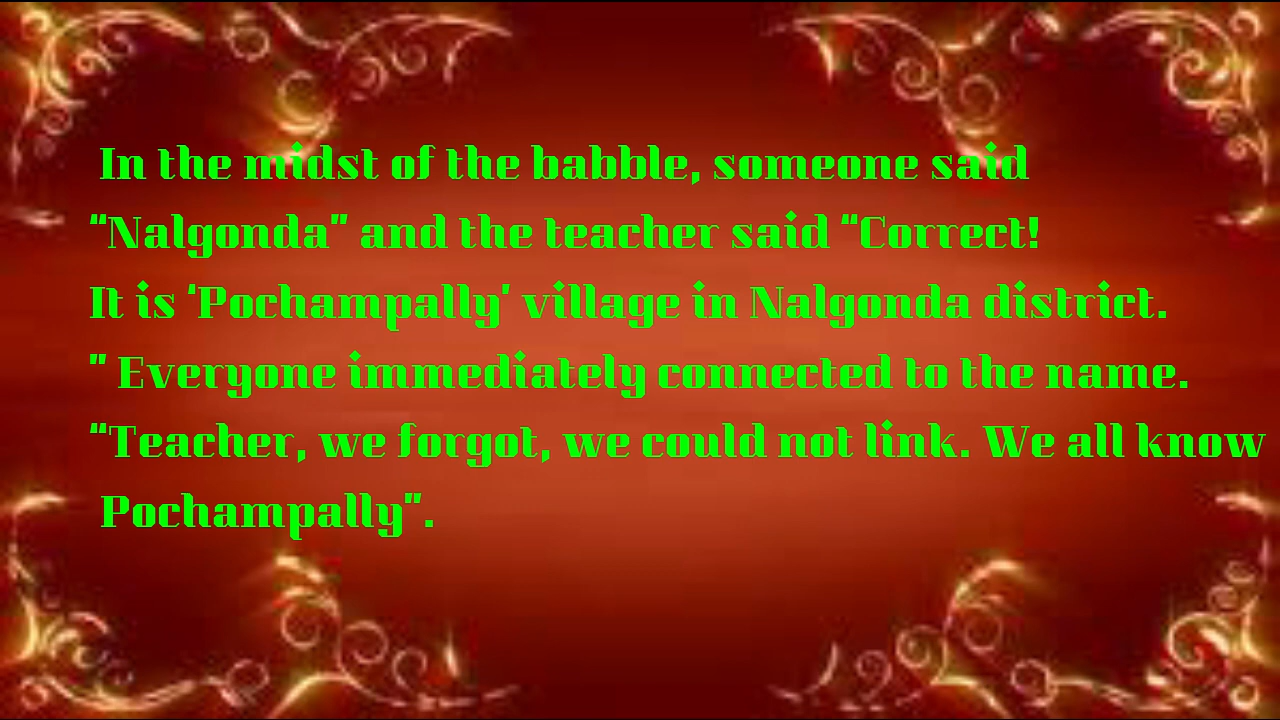 In the midst of the babble, someone said
“Nalgonda” and the teacher said “Correct!
It is ‘Pochampally’ village in Nalgonda district.
” Everyone immediately connected to the name.
“Teacher, we forgot, we could not link. We all know
Pochampally”.